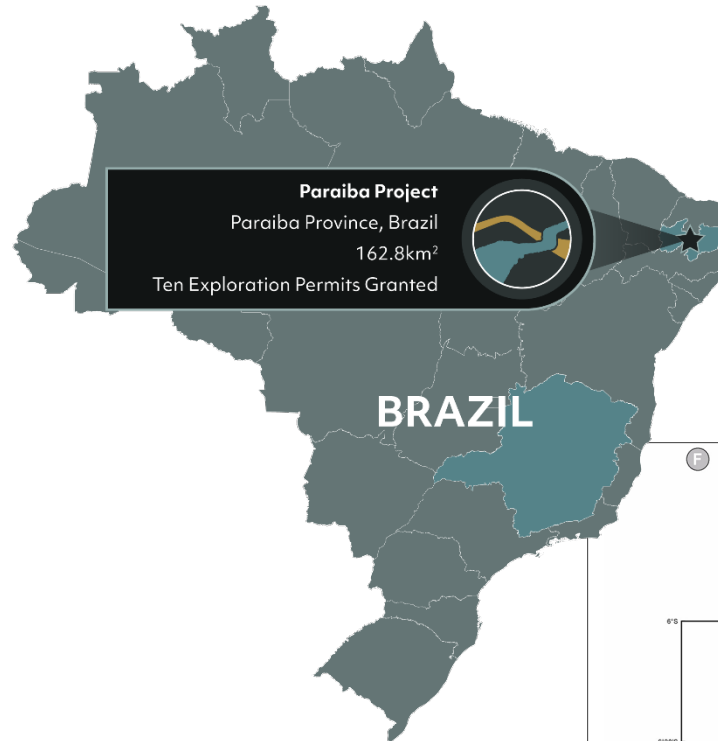 Paraiba Project
Paraiba Province, Brazil
162.8km²
Ten Exploration Permits Granted
BRAZIL
F
6°S